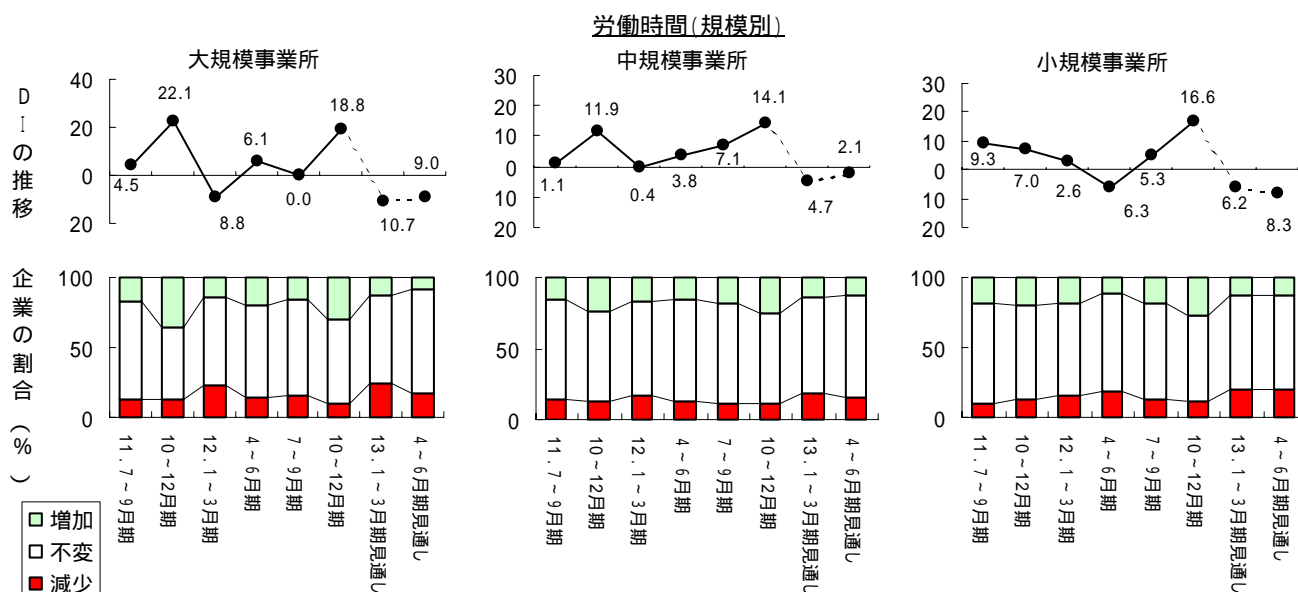 労働時間(規模別)
大規模事業所
中規模事業所
小規模事業所
DIの推移
40
20
0
20
4.5
22.1
8.8
6.1
0.0
18.8
10.7
9.0
30
20
10
0
10
20
1.1
11.9
0.4
3.8
7.1
14.1
4.7
2.1
30
20
10
0
10
20
9.3
7.0
2.6
6.3
5.3
16.6
6.2
8.3
企業の割合(%)
100
50
0
100
50
0
100
50
0
11.7~9月期
10~12月期
12.1~3月期
4~6月期
7~9月期
10~12月期
13.1~3月期見通し
4~6月期見通し
11.7~9月期
10~12月期
12.1~3月期
4~6月期
7~9月期
10~12月期
13.1~3月期見通し
4~6月期見通し
11.7~9月期
10~12月期
12.1~3月期
4~6月期
7~9月期
10~12月期
13.1~3月期見通し
4~6月期見通し
増加
不変
減少